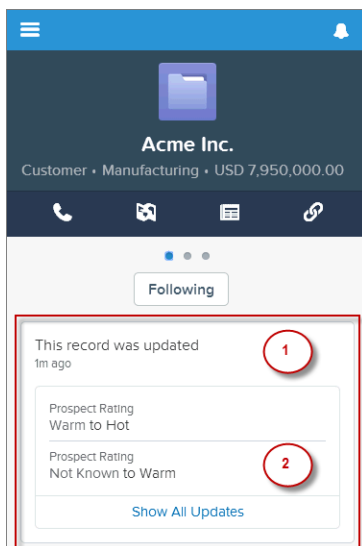 Acme Inc.
Customer • Manufacturing • USD 7,950,000.00
Following
This record was updated
1
1m ago
Prospect Rating
Warm to Hot
Prospect Rating
Not Known to Warm
2
Show All Updates